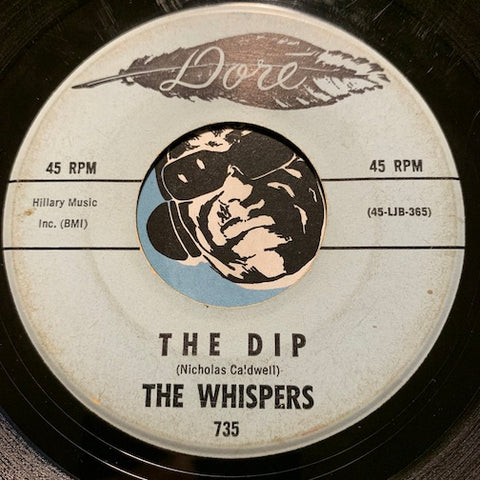 Dore
45 RPM
45 RPM
Hillary Music
Inc. (BMI)
(45-LJB-365)
THE DIP
(Nicholas Caldwell)
THE WHISPERS
735